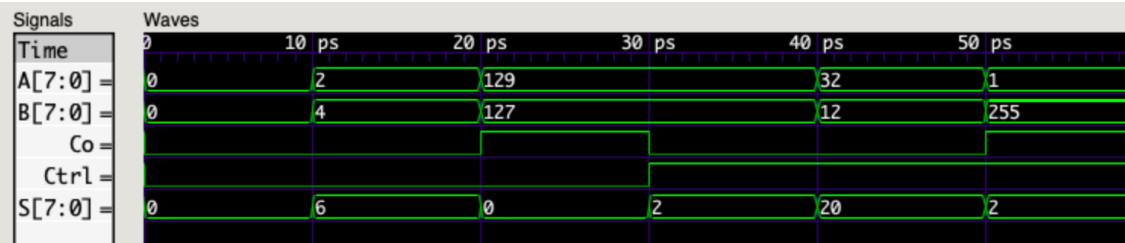 Signals Waves
Time 0 10 ps 20 ps 30 ps 40 ps 50 ps
A[7:0] = 0 2 129 32 1
B[7:0] = 0 4 127 12 255
Co =
Ctrl =
S[7:0] = 0 6 0 2 20 2